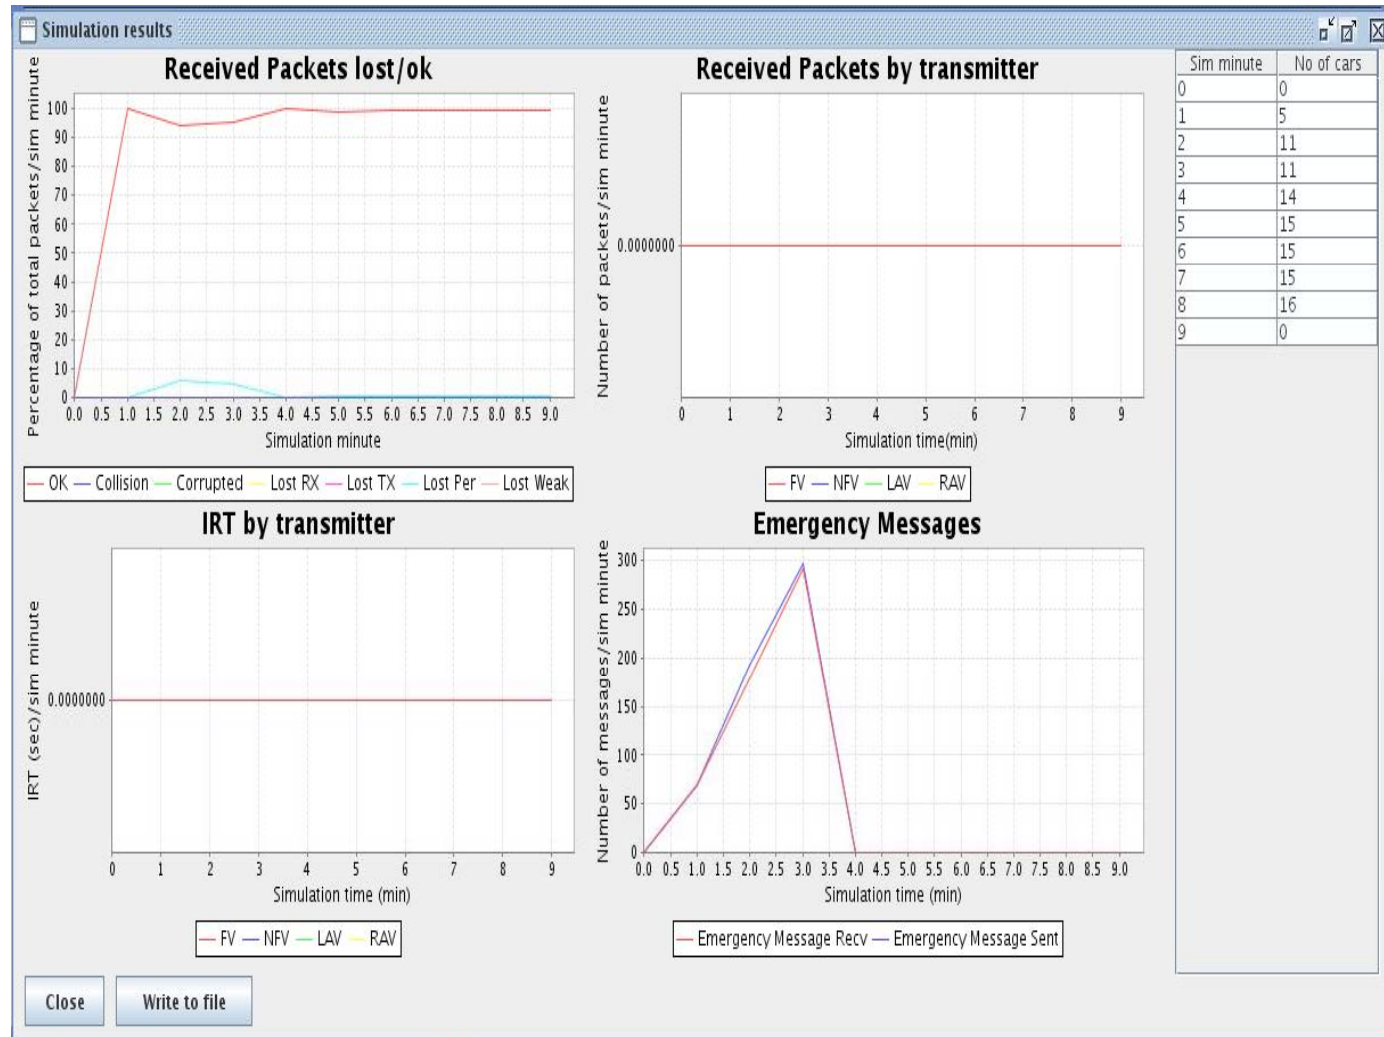 Simulation results
Received Packets lost/ok
Percentage of total packets/sim minute
100
90
80
70
60
50
40
30
20
10
0
0.0 0.5 1.0 1.5 2.0 2.5 3.0 3.5 4.0 4.5 5.0 5.5 6.0 6.5 7.0 7.5 8.0 8.5 9.0
Simulation minute
OK Collision Corrupted Lost RX Lost TX Lost Per Lost Weak
Received Packets by transmitter
Number of packets/sim minute
0.0000000
0 1 2 3 4 5 6 7 8 9
Simulation time(min)
FV NFV LAV RAV
Sim minute No of cars
0 0
1 5
2 11
3 11
4 14
5 15
6 15
7 15
8 16
9 0
IRT by transmitter
IRT (sec)/sim minute
0.0000000
0 1 2 3 4 5 6 7 8 9
Simulation time (min)
FV NFV LAV RAV
Emergency Messages
Number of messages/sim minute
300
250
200
150
100
50
0
0.0 0.5 1.0 1.5 2.0 2.5 3.0 3.5 4.0 4.5 5.0 5.5 6.0 6.5 7.0 7.5 8.0 8.5 9.0
Simulation time (min)
Emergency Message Recv Emergency Message Sent
Close Write to file